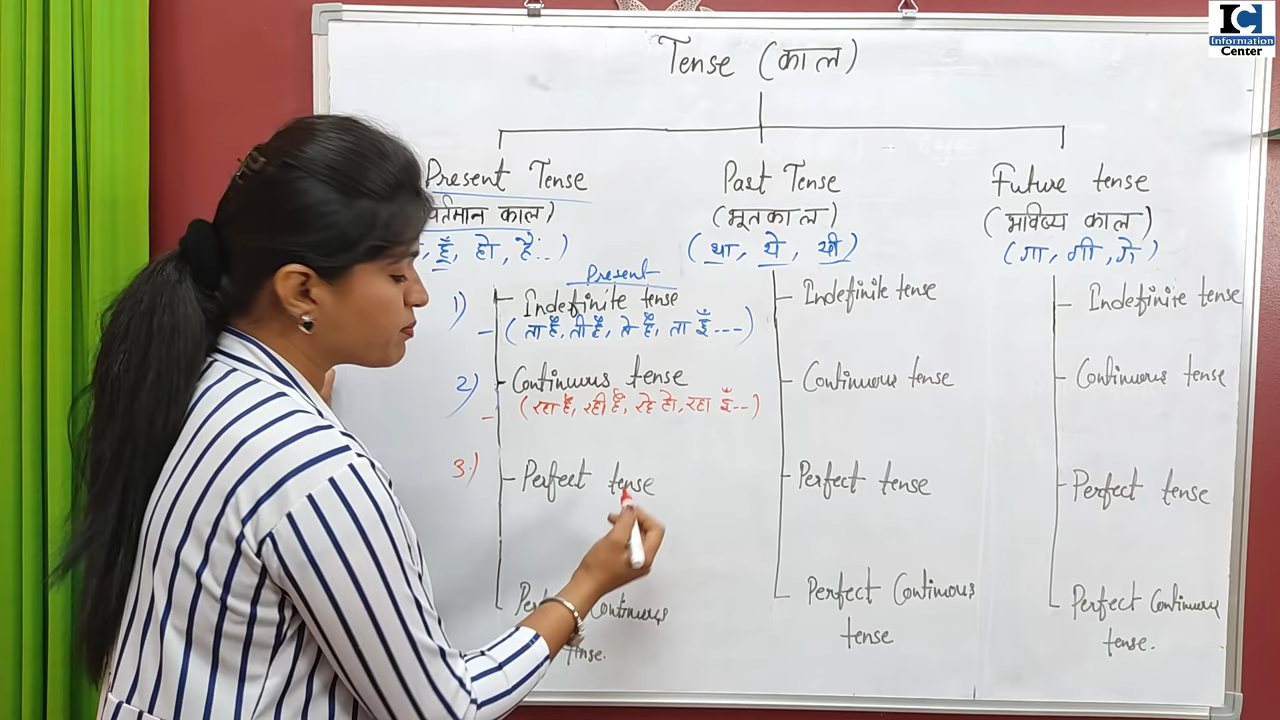 IC
Information
Center
Tense (काल)
Present Tense
Past Tense
Future tense
वर्तमान काल)
(भूतकाल)
(भविष्य काल)
, हूँ, हो, हैं..)
(था, थे, थी)
(गा, गी, गे)
Present
1) Indefinite tense
- (ता है, ती है, ते है, ता हूँ----)
2) Continuous tense
- (रहा है, रही है, रहे हो, रहा हूँ--)
3.) Perfect tense
Continuous
tense.
Indefinite tense
Continuous tense
Perfect tense
Perfect Continuous
tense
Indefinite tense
Continuous tense
Perfect tense
Perfect Continuous
tense.